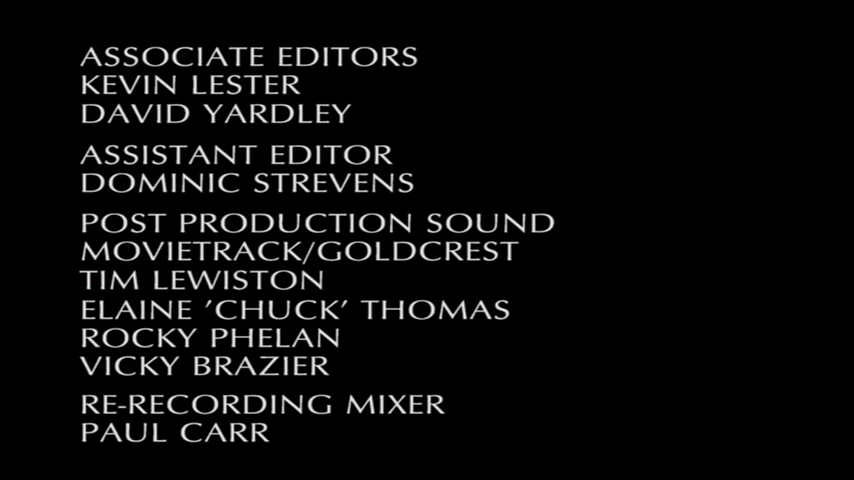 ASSOCIATE EDITORS
KEVIN LESTER
DAVID YARDLEY
ASSISTANT EDITOR
DOMINIC STREVENS
POST PRODUCTION SOUND
MOVIETRACK/GOLDCREST
TIM LEWISTON
ELAINE 'CHUCK' THOMAS
ROCKY PHELAN
VICKY BRAZIER
RE-RECORDING MIXER
PAUL CARR